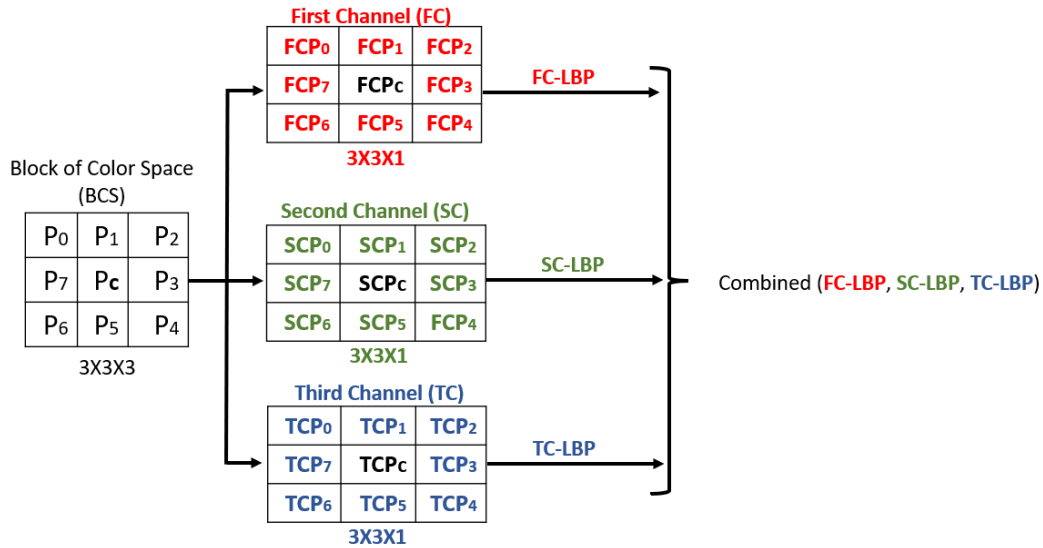 First Channel (FC)
FCP0 FCP1 FCP2
FCP7 FCPC FCP3
FCP6 FCP5 FCP4
3X3X1
FC-LBP
Block of Color Space
(BCS)
P0 P1 P2
P7 Pc P3
P6 P5 P4
3X3X3
Second Channel (SC)
SCP0 SCP1 SCP2
SCP7 SCPC SCP3
SCP6 SCP5 FCP4
3X3X1
SC-LBP
Combined (FC-LBP, SC-LBP, TC-LBP)
Third Channel (TC)
TCP0 TCP1 TCP2
TCP7 TCPC TCP3
TCP6 TCP5 TCP4
3X3X1
TC-LBP